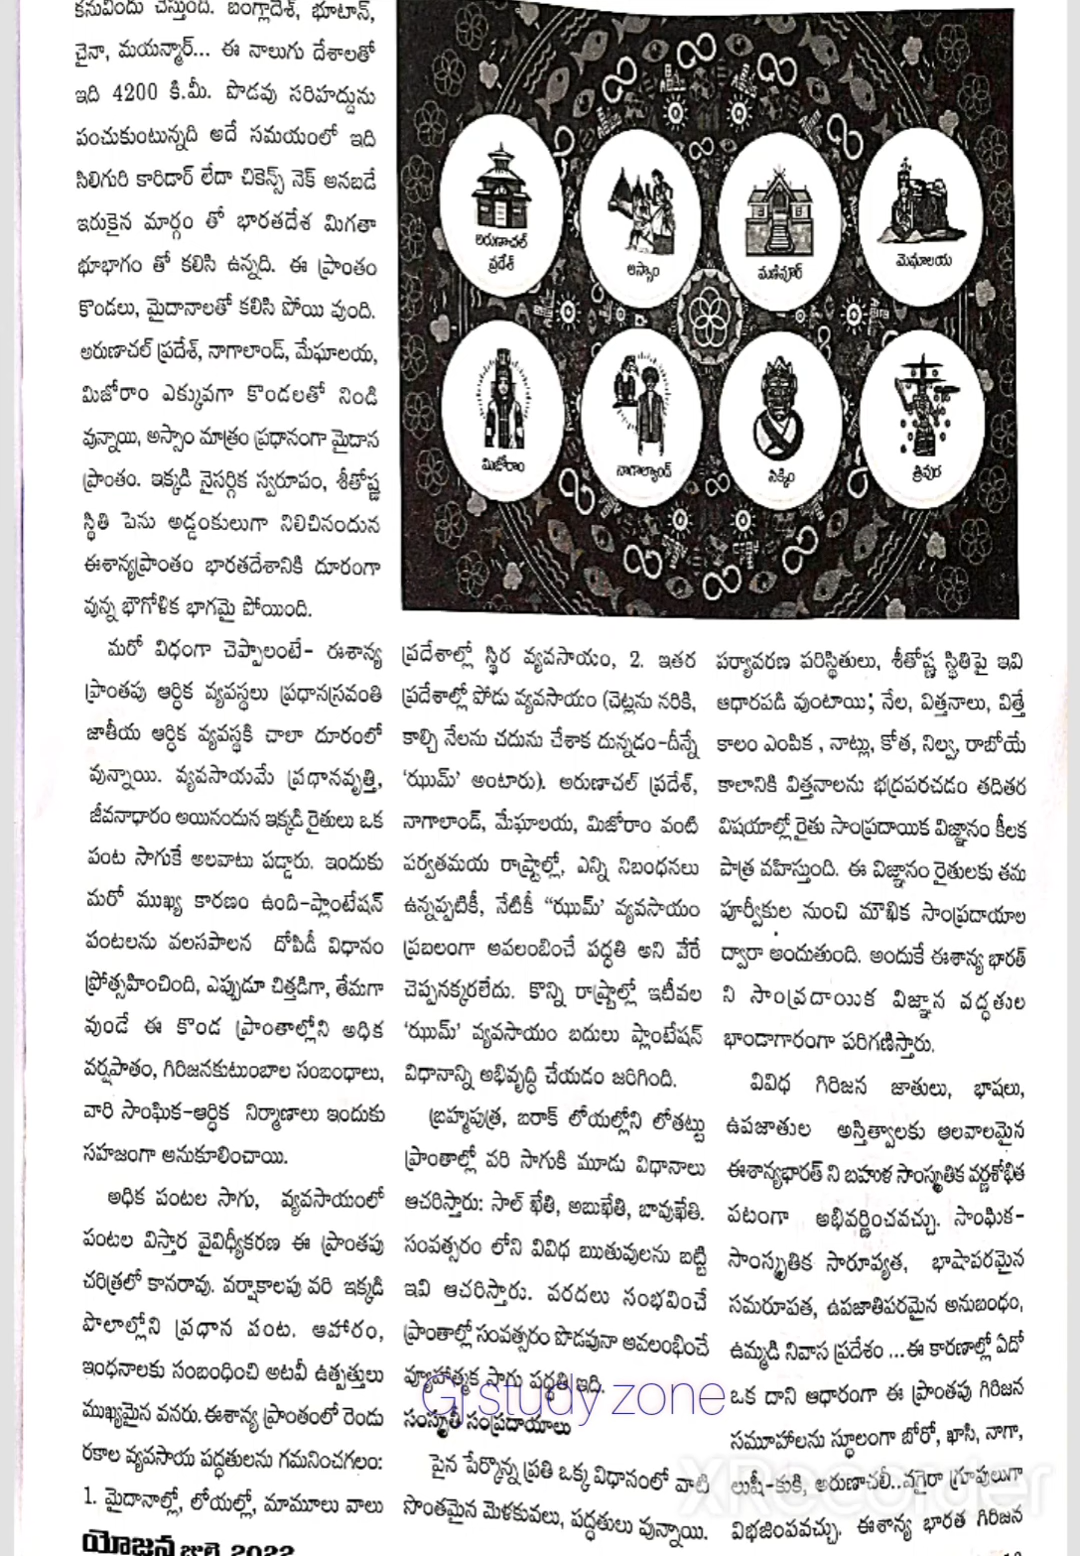 కనువిందు చేస్తుంది. బంగ్లాదేశ్, భూటాన్,
చైనా, మయన్మార్... ఈ నాలుగు దేశాలతో
ఇది 4200 కి.మీ. పొడవు సరిహద్దును
పంచుకుంటున్నది అదే సమయంలో ఇది
సిలిగురి కారిడార్ లేదా చికెన్స్ నెక్ అనబడే
ఇరుకైన మార్గం తో భారతదేశ మిగతా
భూభాగం తో కలిసి ఉన్నది. ఈ ప్రాంతం
కొండలు, మైదానాలతో కలిసి పోయి వుంది.
అరుణాచల్ ప్రదేశ్, నాగాలాండ్, మేఘాలయ,
మిజోరాం ఎక్కువగా కొండలతో నిండి
వున్నాయి, అస్సాం మాత్రం ప్రధానంగా మైదాన
ప్రాంతం. ఇక్కడి నైసర్గిక స్వరూపం, శీతోష్ణ
స్థితి పెను అడ్డంకులుగా నిలిచినందున
ఈశాన్యప్రాంతం భారతదేశానికి దూరంగా
వున్న భౌగోళిక భాగమై పోయింది.
మరో విధంగా చెప్పాలంటే- ఈశాన్య
ప్రాంతపు ఆర్థిక వ్యవస్థలు ప్రధానస్రవంతి
జాతీయ ఆర్థిక వ్యవస్థకి చాలా దూరంలో
వున్నాయి. వ్యవసాయమే ప్రధానవృత్తి,
జీవనాధారం అయినందున ఇక్కడి రైతులు ఒక
పంట సాగుకే అలవాటు పడ్డారు. ఇందుకు
మరో ముఖ్య కారణం ఉంది-ప్లాంటేషన్
పంటలను వలసపాలన దోపిడీ విధానం
ప్రోత్సహించింది, ఎప్పుడూ చిత్తడిగా, తేమగా
వుండే ఈ కొండ ప్రాంతాల్లోని అధిక
వర్షపాతం, గిరిజనకుటుంబాల సంబంధాలు,
వారి సాంఘిక-ఆర్థిక నిర్మాణాలు ఇందుకు
సహజంగా అనుకూలించాయి.
అధిక పంటల సాగు, వ్యవసాయంలో
పంటల విస్తార వైవిధ్యీకరణ ఈ ప్రాంతపు
చరిత్రలో కానరావు. వర్షాకాలపు వరి ఇక్కడి
పొలాల్లోని ప్రధాన పంట. ఆహారం,
ఇంధనాలకు సంబంధించి అటవీ ఉత్పత్తులు
ముఖ్యమైన వనరు. ఈశాన్య ప్రాంతంలో రెండు
రకాల వ్యవసాయ పద్ధతులను గమనించగలం:
1. మైదానాల్లో, లోయల్లో, మామూలు వాలు
యోజన జులై 2022
అరుణాచల్
ప్రదేశ్
అస్సాం
మణిపూర్
మెఘాలయ
మిజోరాం
నాగాల్యాండ్
సిక్కిం
త్రిపుర
ప్రదేశాల్లో స్థిర వ్యవసాయం, 2. ఇతర
ప్రదేశాల్లో పోడు వ్యవసాయం (చెట్లను నరికి,
కాల్చి నేలను చదును చేశాక దున్నడం-దీన్నే
'ఝుమ్' అంటారు). అరుణాచల్ ప్రదేశ్,
నాగాలాండ్, మేఘాలయ, మిజోరాం వంటి
పర్వతమయ రాష్ట్రాల్లో, ఎన్ని నిబంధనలు
ఉన్నప్పటికీ, నేటికీ "ఝుమ్' వ్యవసాయం
ప్రబలంగా అవలంబించే పద్ధతి అని వేరే
చెప్పనక్కరలేదు. కొన్ని రాష్ట్రాల్లో ఇటీవల
'ఝుమ్' వ్యవసాయం బదులు ప్లాంటేషన్
విధానాన్ని అభివృద్ధి చేయడం జరిగింది.
బ్రహ్మపుత్ర, బరాక్ లోయల్లోని లోతట్టు
ప్రాంతాల్లో వరి సాగుకి మూడు విధానాలు
ఆచరిస్తారు: సాల్ ఖేతి, అబుఖేతి, బావుఖేతి.
సంవత్సరం లోని వివిధ ఋతువులను బట్టి
ఇవి ఆచరిస్తారు. వరదలు సంభవించే
ప్రాంతాల్లో సంవత్సరం పొడవునా అవలంభించే
వ్యూహాత్మక సాగు పద్ధతి ఇది.
సంస్కృతీ సంప్రదాయాలు
పైన పేర్కొన్న ప్రతి ఒక్క విధానంలో వాటి
సొంతమైన మెళకువలు, పద్ధతులు వున్నాయి.
పర్యావరణ పరిస్థితులు, శీతోష్ణ స్థితిపై ఇవి
ఆధారపడి వుంటాయి; నేల, విత్తనాలు, విత్తే
కాలం ఎంపిక, నాట్లు, కోత, నిల్వ, రాబోయే
కాలానికి విత్తనాలను భద్రపరచడం తదితర
విషయాల్లో రైతు సాంప్రదాయిక విజ్ఞానం కీలక
పాత్ర వహిస్తుంది. ఈ విజ్ఞానం రైతులకు తమ
పూర్వీకుల నుంచి మౌఖిక సాంప్రదాయాల
ద్వారా అందుతుంది. అందుకే ఈశాన్య భారత్
ని సాంప్రదాయిక విజ్ఞాన పద్ధతుల
భాండాగారంగా పరిగణిస్తారు.
వివిధ గిరిజన జాతులు, భాషలు,
ఉపజాతుల అస్తిత్వాలకు ఆలవాలమైన
ఈశాన్యభారత్ ని బహుళ సాంస్కృతిక వర్ణశోభిత
పటంగా అభివర్ణించవచ్చు. సాంఘిక-
సాంస్కృతిక సారూప్యత, భాషాపరమైన
సమరూపత, ఉపజాతిపరమైన అనుబంధం,
ఉమ్మడి నివాస ప్రదేశం ...ఈ కారణాల్లో ఏదో
ఒక దాని ఆధారంగా ఈ ప్రాంతపు గిరిజన
సమూహాలను స్థూలంగా బోరో, ఖాసి, నాగా,
లుషీ-కుకి, అరుణాచలీ..వగైరా గ్రూపులుగా
విభజింపవచ్చు. ఈశాన్య భారత గిరిజన
Gj study zone
XRecorder